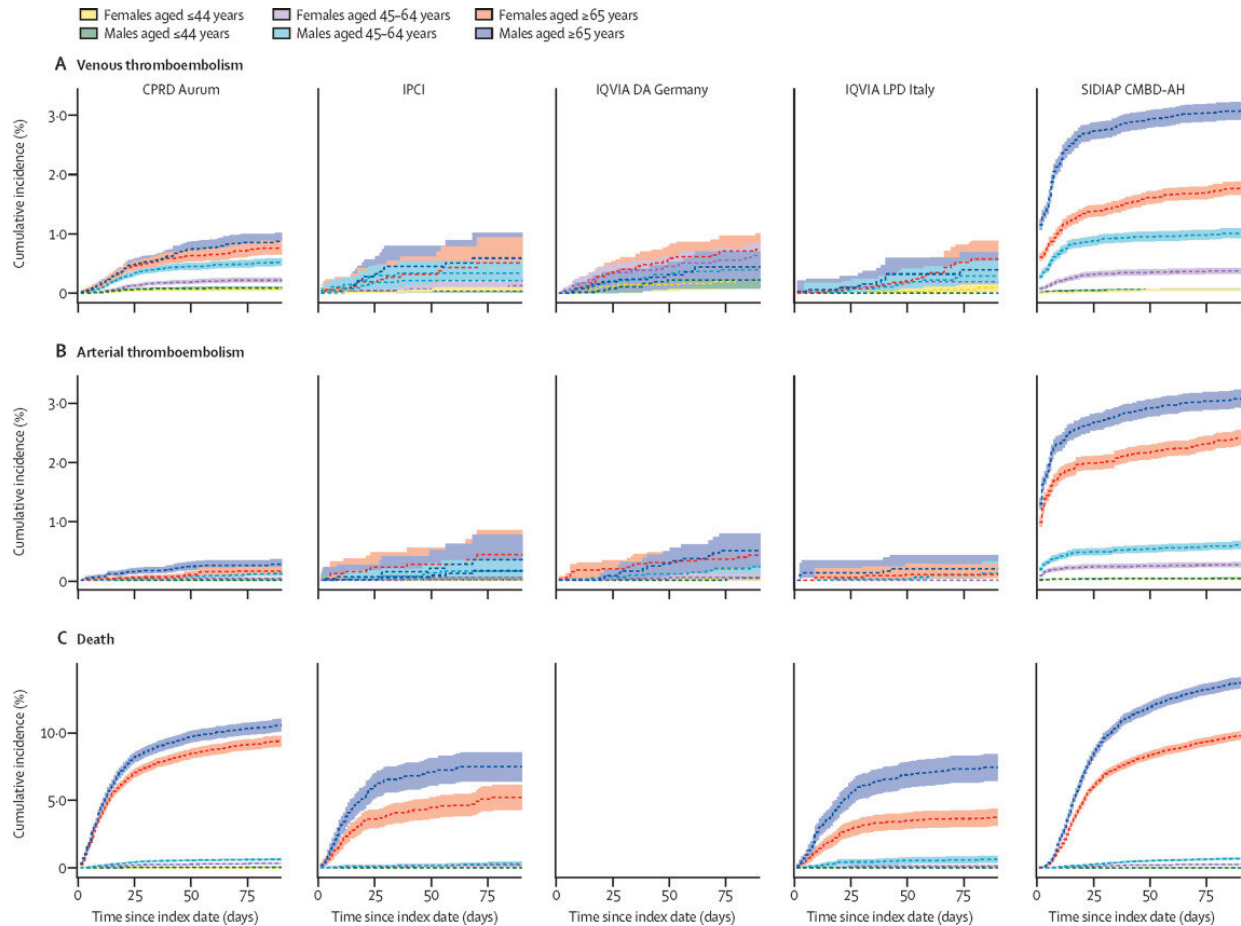 Females aged ≤44 years Females aged 45–64 years Females aged ≥65 years
Males aged ≤44 years Males aged 45–64 years Males aged ≥65 years
A Venous thromboembolism
CPRD Aurum IPCI IQVIA DA Germany IQVIA LPD Italy SIDIAP CMBD-AH
Cumulative incidence (%)
3·0
2·0
1·0
0
B Arterial thromboembolism
Cumulative incidence (%)
3·0
2·0
1·0
0
C Death
Cumulative incidence (%)
10·0
5·0
0
0 25 50 75 0 25 50 75 0 25 50 75 0 25 50 75 0 25 50 75
Time since index date (days) Time since index date (days) Time since index date (days) Time since index date (days) Time since index date (days)